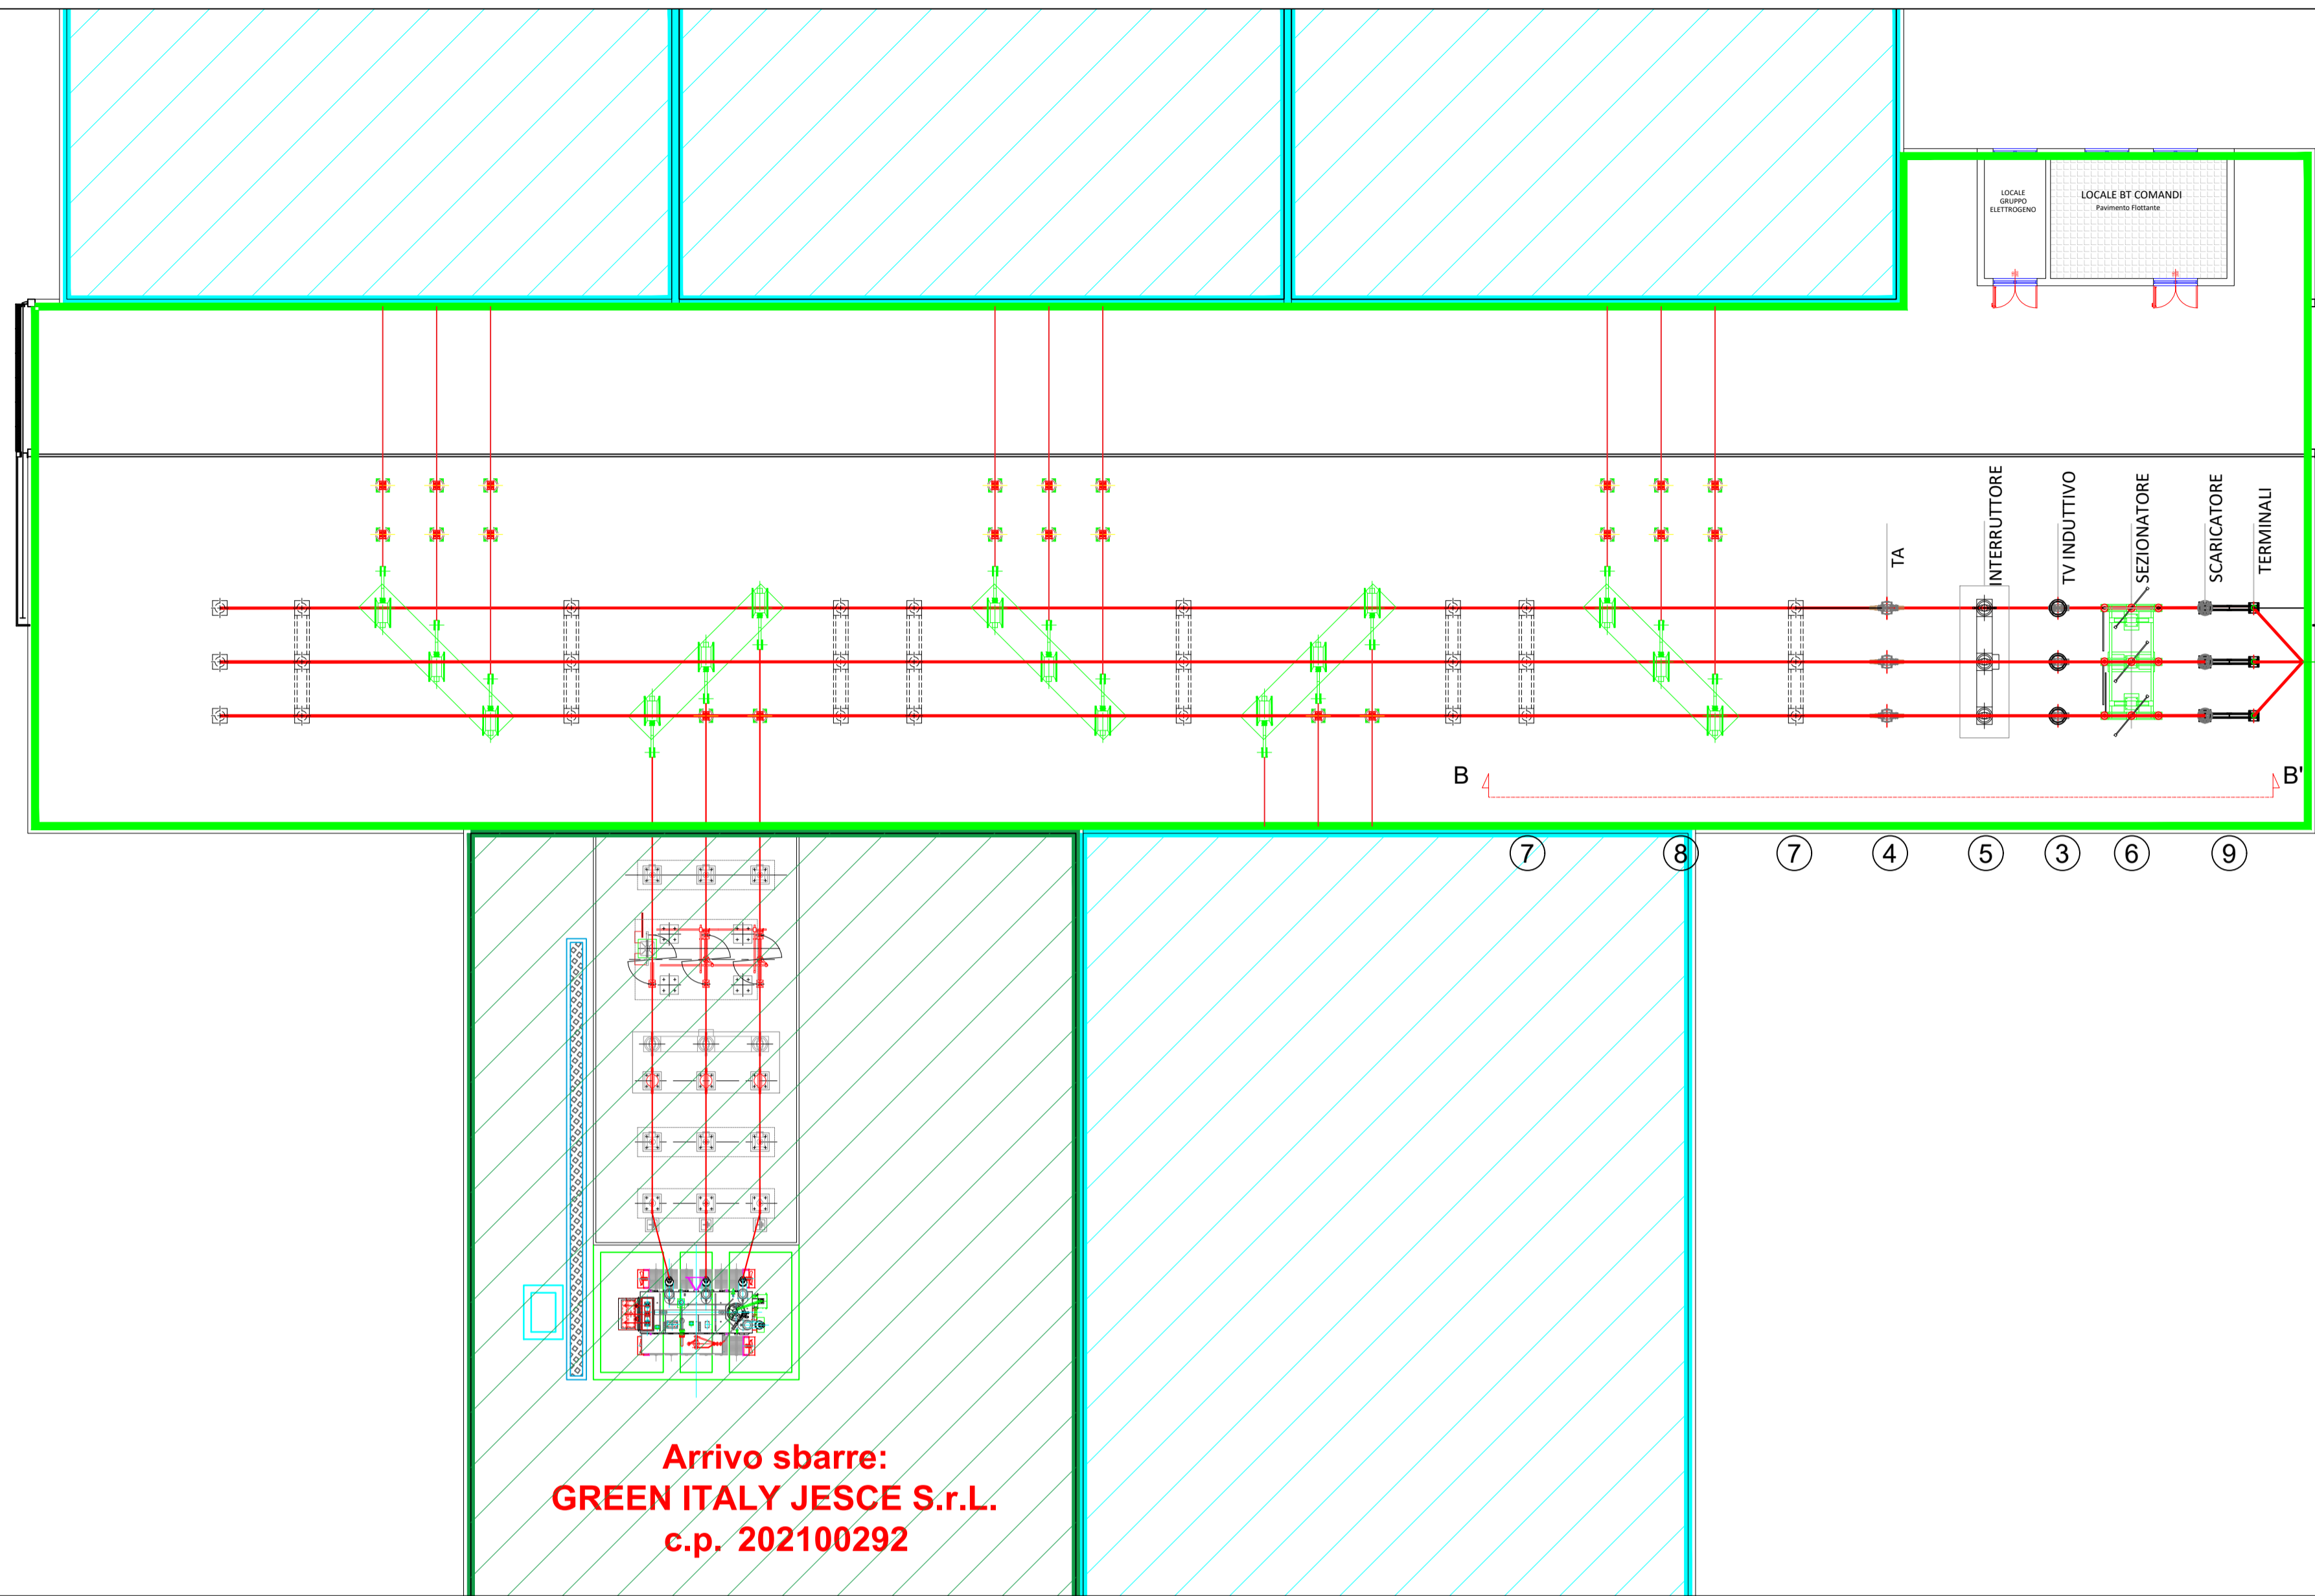 LOCALE
GRUPPO
ELETTROGENO
LOCALE BT COMANDI
Pavimento Flottante
TA
INTERRUTTORE
TV INDUTTIVO
SEZIONATORE
SCARICATORE
TERMINALI
B
B'
7
8
7
4
5
3
6
9
Arrivo sbarre:
GREEN ITALY JESCE S.r.L.
c.p. 202100292